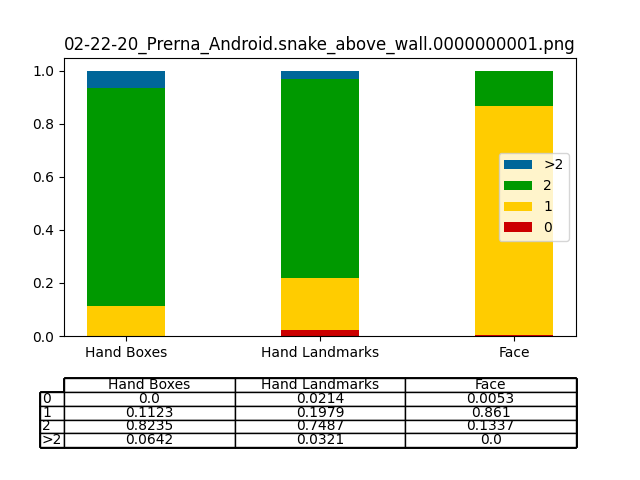 02-22-20_Prerna_Android.snake_above_wall.0000000001.png
1.0
0.8
0.6
0.4
0.2
0.0
>2
2
1
0
Hand Boxes Hand Landmarks Face
Hand Boxes Hand Landmarks Face
0 0.0 0.0214 0.0053
1 0.1123 0.1979 0.861
2 0.8235 0.7487 0.1337
>2 0.0642 0.0321 0.0